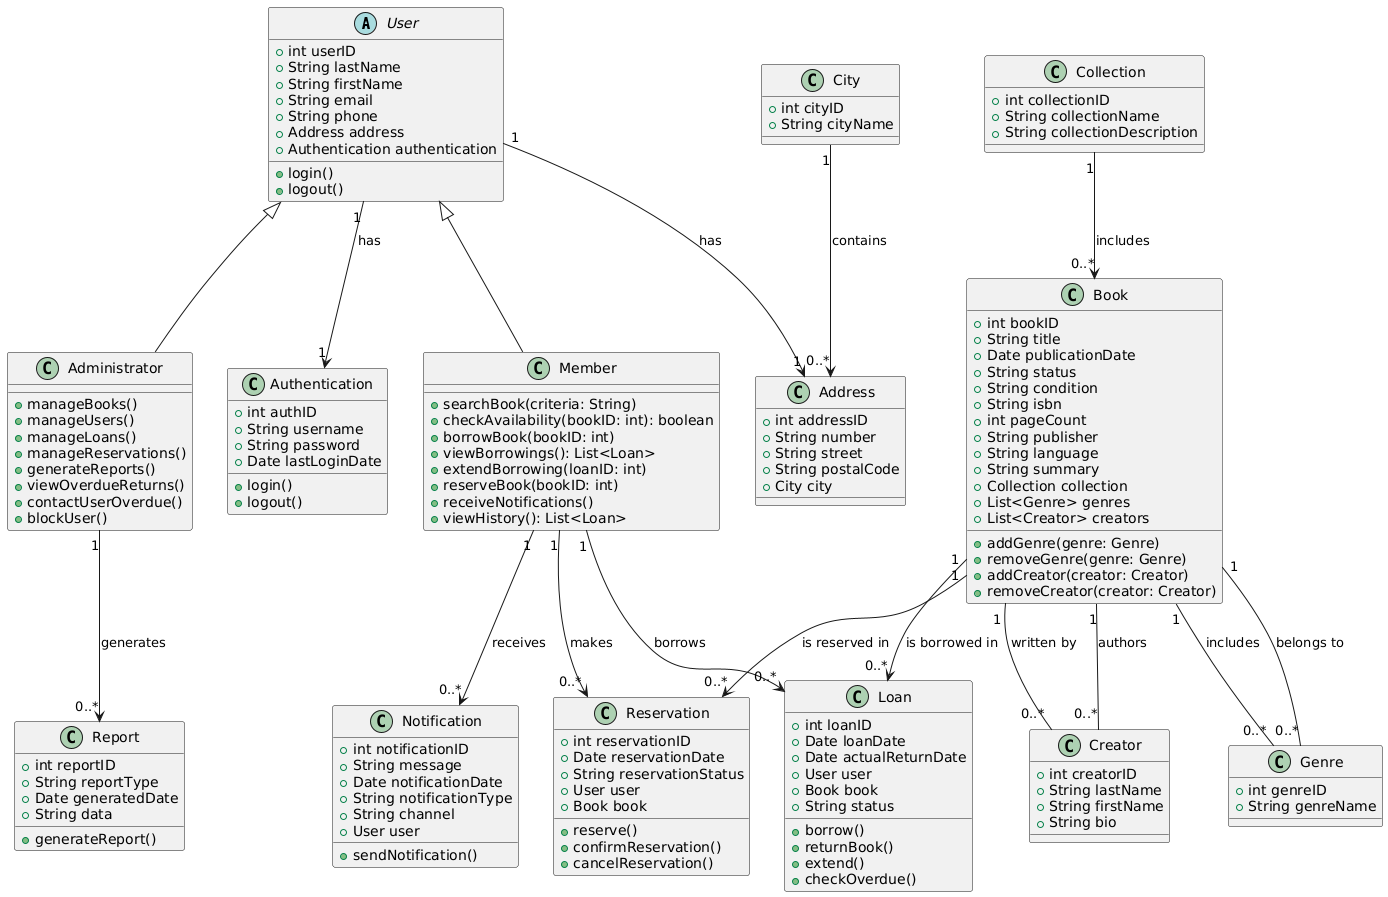 A User
int userID
String lastName
String firstName
String email
String phone
Address address
Authentication authentication
login()
logout()
C City
int cityID
String cityName
C Collection
int collectionID
String collectionName
String collectionDescription
1
1
1
1
has
has
contains
includes
1
1
0..*
0..*
C Administrator
manageBooks()
manageUsers()
manageLoans()
manageReservations()
generateReports()
viewOverdueReturns()
contactUserOverdue()
blockUser()
C Authentication
int authID
String username
String password
Date lastLoginDate
login()
logout()
C Member
searchBook(criteria: String)
checkAvailability(bookID: int): boolean
borrowBook(bookID: int)
viewBorrowings(): List<Loan>
extendBorrowing(loanID: int)
reserveBook(bookID: int)
receiveNotifications()
viewHistory(): List<Loan>
C Address
int addressID
String number
String street
String postalCode
City city
C Book
int bookID
String title
Date publicationDate
String status
String condition
String isbn
int pageCount
String publisher
String language
String summary
Collection collection
List<Genre> genres
List<Creator> creators
addGenre(genre: Genre)
removeGenre(genre: Genre)
addCreator(creator: Creator)
removeCreator(creator: Creator)
1
1
1
1
1
1
1
1
1
1
generates
receives
makes
borrows
is reserved in
is borrowed in
written by
authors
includes
belongs to
0..*
0..*
0..*
0..*
0..*
0..*
0..*
0..*
0..*
0..*
C Report
int reportID
String reportType
Date generatedDate
String data
generateReport()
C Notification
int notificationID
String message
Date notificationDate
String notificationType
String channel
User user
sendNotification()
C Reservation
int reservationID
Date reservationDate
String reservationStatus
User user
Book book
reserve()
confirmReservation()
cancelReservation()
C Loan
int loanID
Date loanDate
Date actualReturnDate
User user
Book book
String status
borrow()
returnBook()
extend()
checkOverdue()
C Creator
int creatorID
String lastName
String firstName
String bio
C Genre
int genreID
String genreName